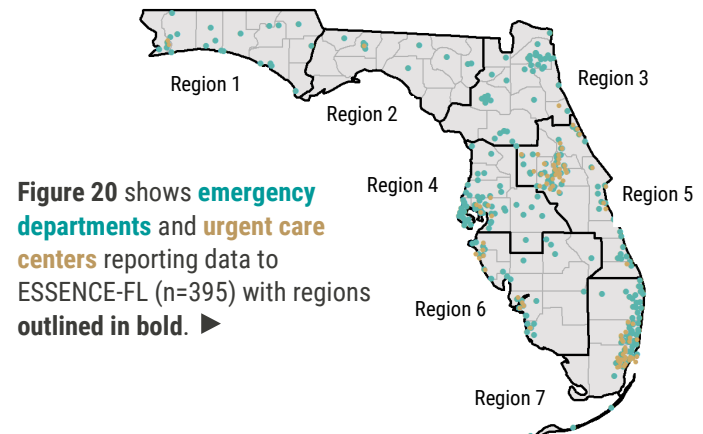 Region 1
Region 2
Region 3
Region 4
Region 5
Region 6
Region 7
Figure 20 shows emergency
departments and urgent care
centers reporting data to
ESSENCE-FL (n=395) with regions
outlined in bold. ►